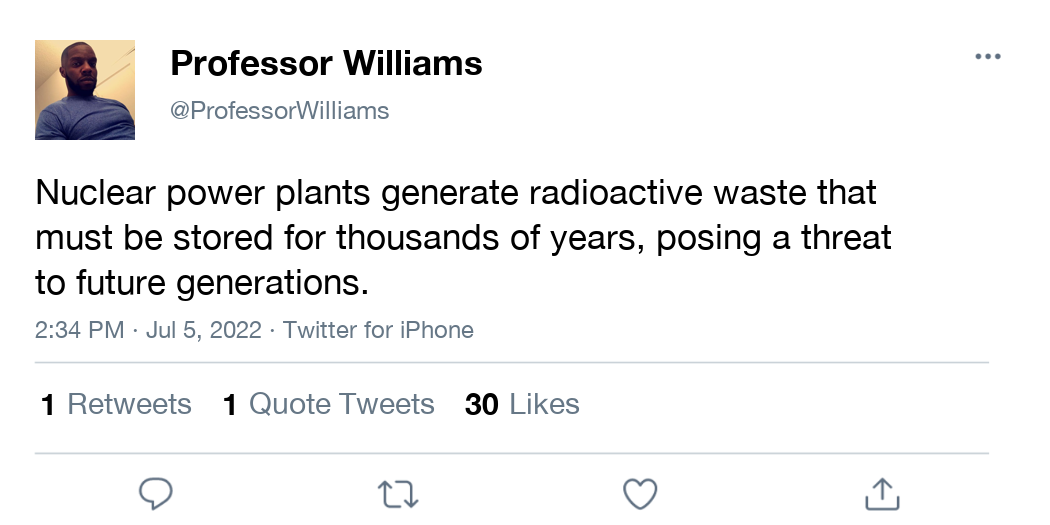 Professor Williams
@ProfessorWilliams
Nuclear power plants generate radioactive waste that
must be stored for thousands of years, posing a threat
to future generations.
2:34 PM · Jul 5, 2022 · Twitter for iPhone
1 Retweets 1 Quote Tweets 30 Likes